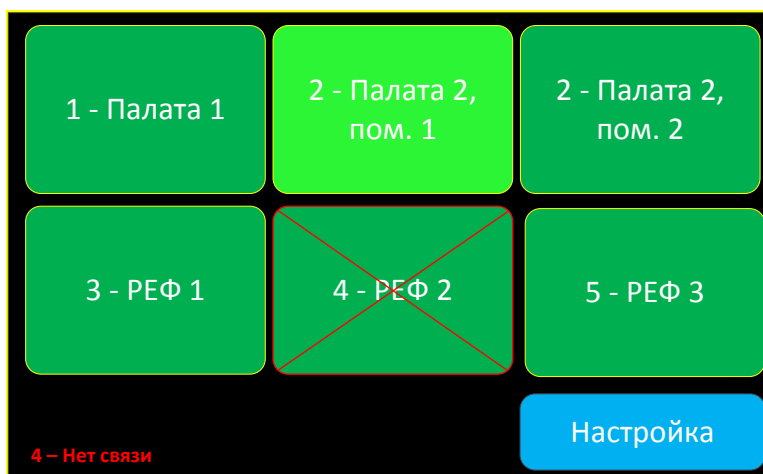 1 - Палата 1
2 - Палата 2,
пом. 1
2 - Палата 2,
пом. 2
3 - РЕФ 1
4 - РЕФ 2
5 - РЕФ 3
Настройка
4 – Нет связи